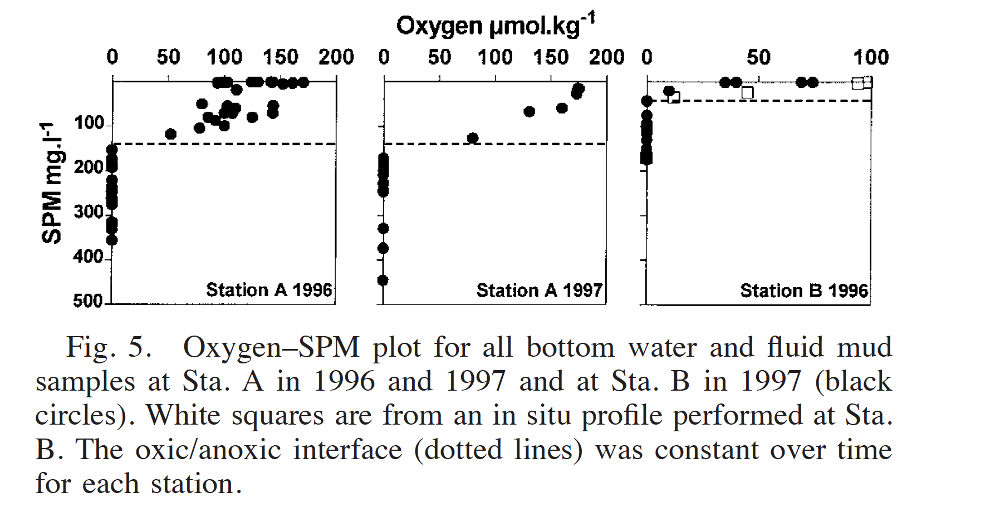 Oxygen µmol.kg-1
0 50 100 150 200 0 50 100 150 200 0 50 100
SPM mg.l-1
100
200
300
400
500
Station A 1996 Station A 1997 Station B 1996
Fig. 5. Oxygen–SPM plot for all bottom water and fluid mud
samples at Sta. A in 1996 and 1997 and at Sta. B in 1997 (black
circles). White squares are from an in situ profile performed at Sta.
B. The oxic/anoxic interface (dotted lines) was constant over time
for each station.